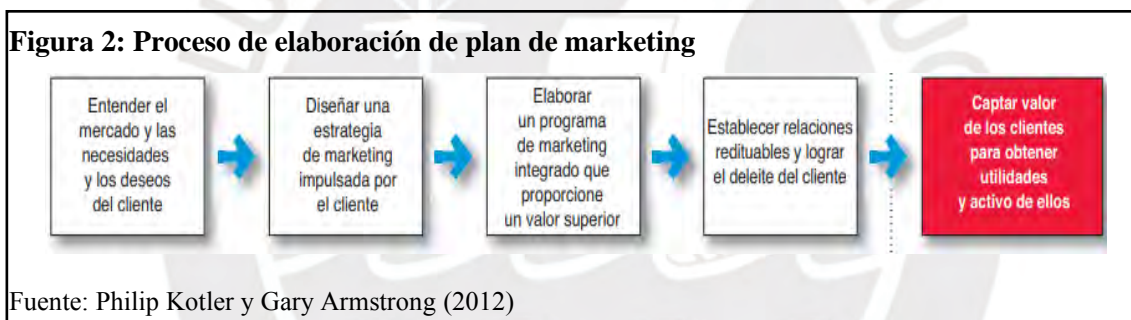 Figura 2: Proceso de elaboración de plan de marketing
Entender el
mercado y las
necesidades
y los deseos
del cliente
Diseñar una
estrategia
de marketing
impulsada por
el cliente
Elaborar
un programa
de marketing
integrado que
proporcione
un valor superior
Establecer relaciones
redituables y lograr
el deleite del cliente
Captar valor
de los clientes
para obtener
utilidades
y activo de ellos
Fuente: Philip Kotler y Gary Armstrong (2012)